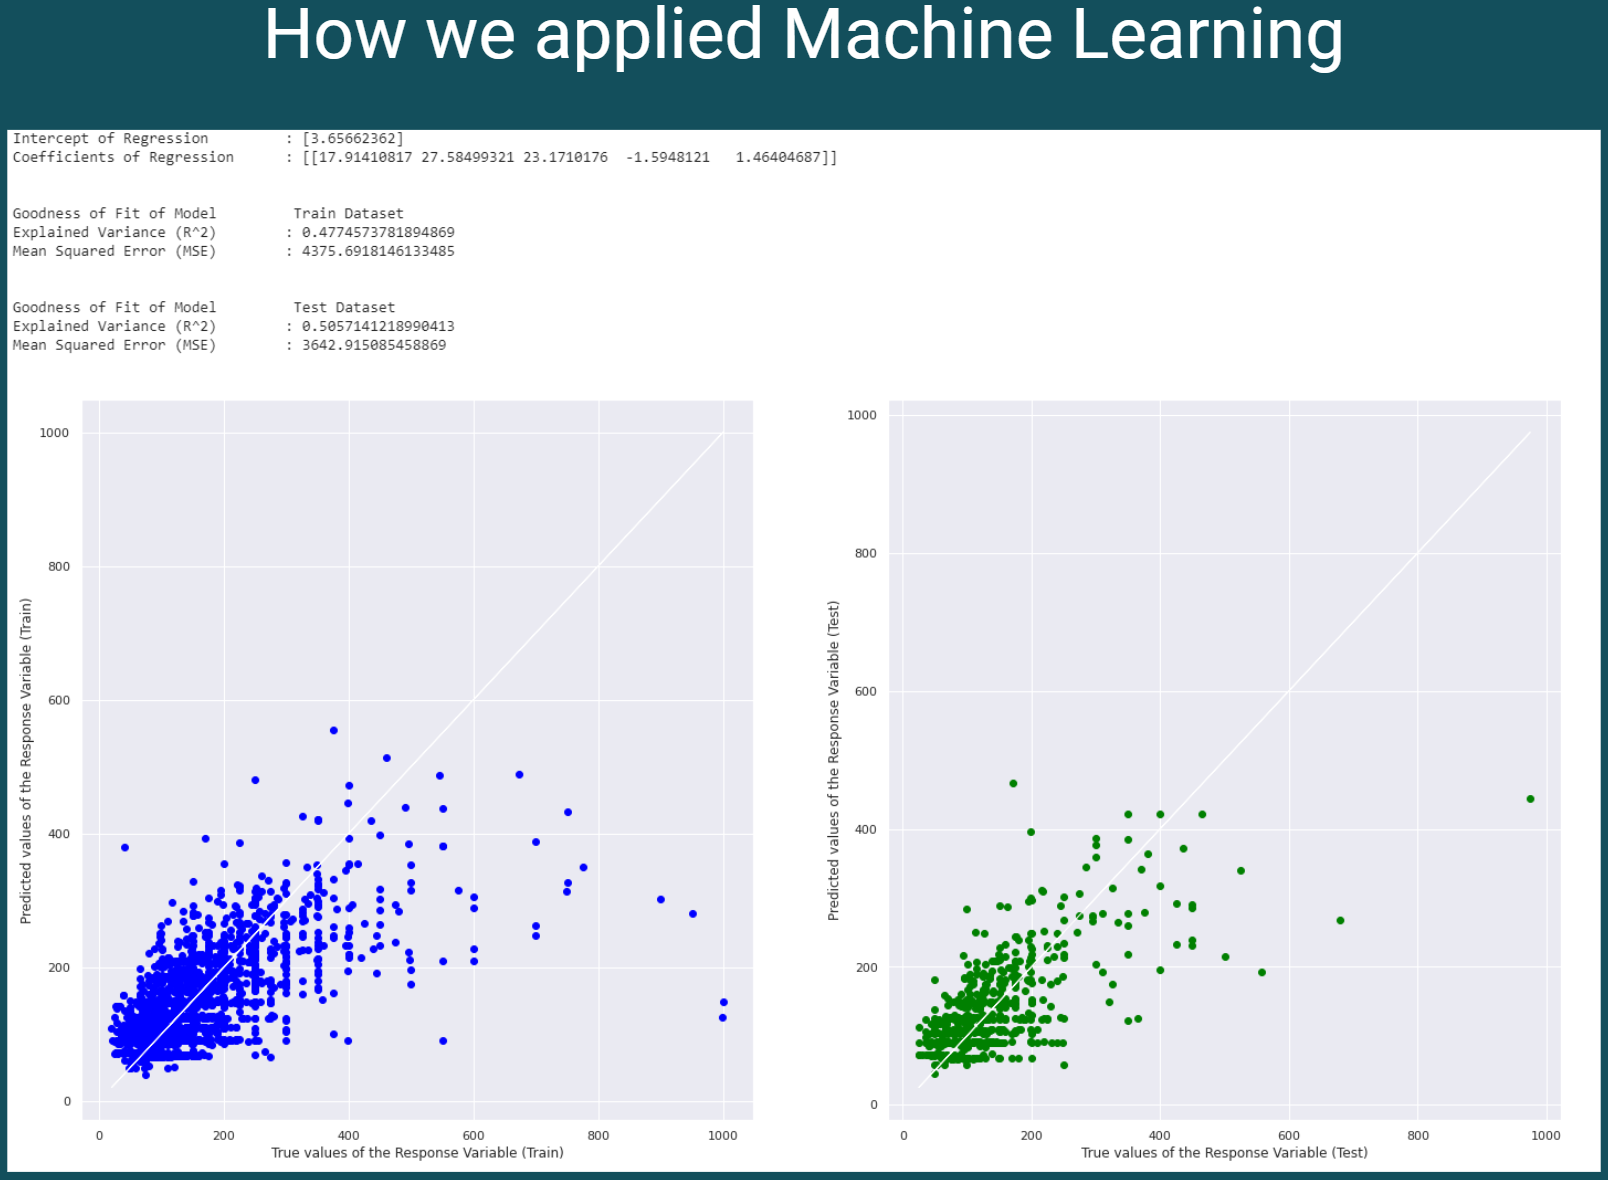 How we applied Machine Learning
Intercept of Regression : [3.65662362]
Coefficients of Regression : [[17.91410817 27.58499321 23.1710176 -1.5948121 1.46404687]]
Goodness of Fit of Model Train Dataset
Explained Variance (R^2) : 0.4774573781894869
Mean Squared Error (MSE) : 4375.6918146133485
Goodness of Fit of Model Test Dataset
Explained Variance (R^2) : 0.5057141218990413
Mean Squared Error (MSE) : 3642.915085458869
Predicted values of the Response Variable (Train)
1000
800
600
400
200
0
0 200 400 600 800 1000
True values of the Response Variable (Train)
Predicted values of the Response Variable (Test)
1000
800
600
400
200
0
0 200 400 600 800 1000
True values of the Response Variable (Test)